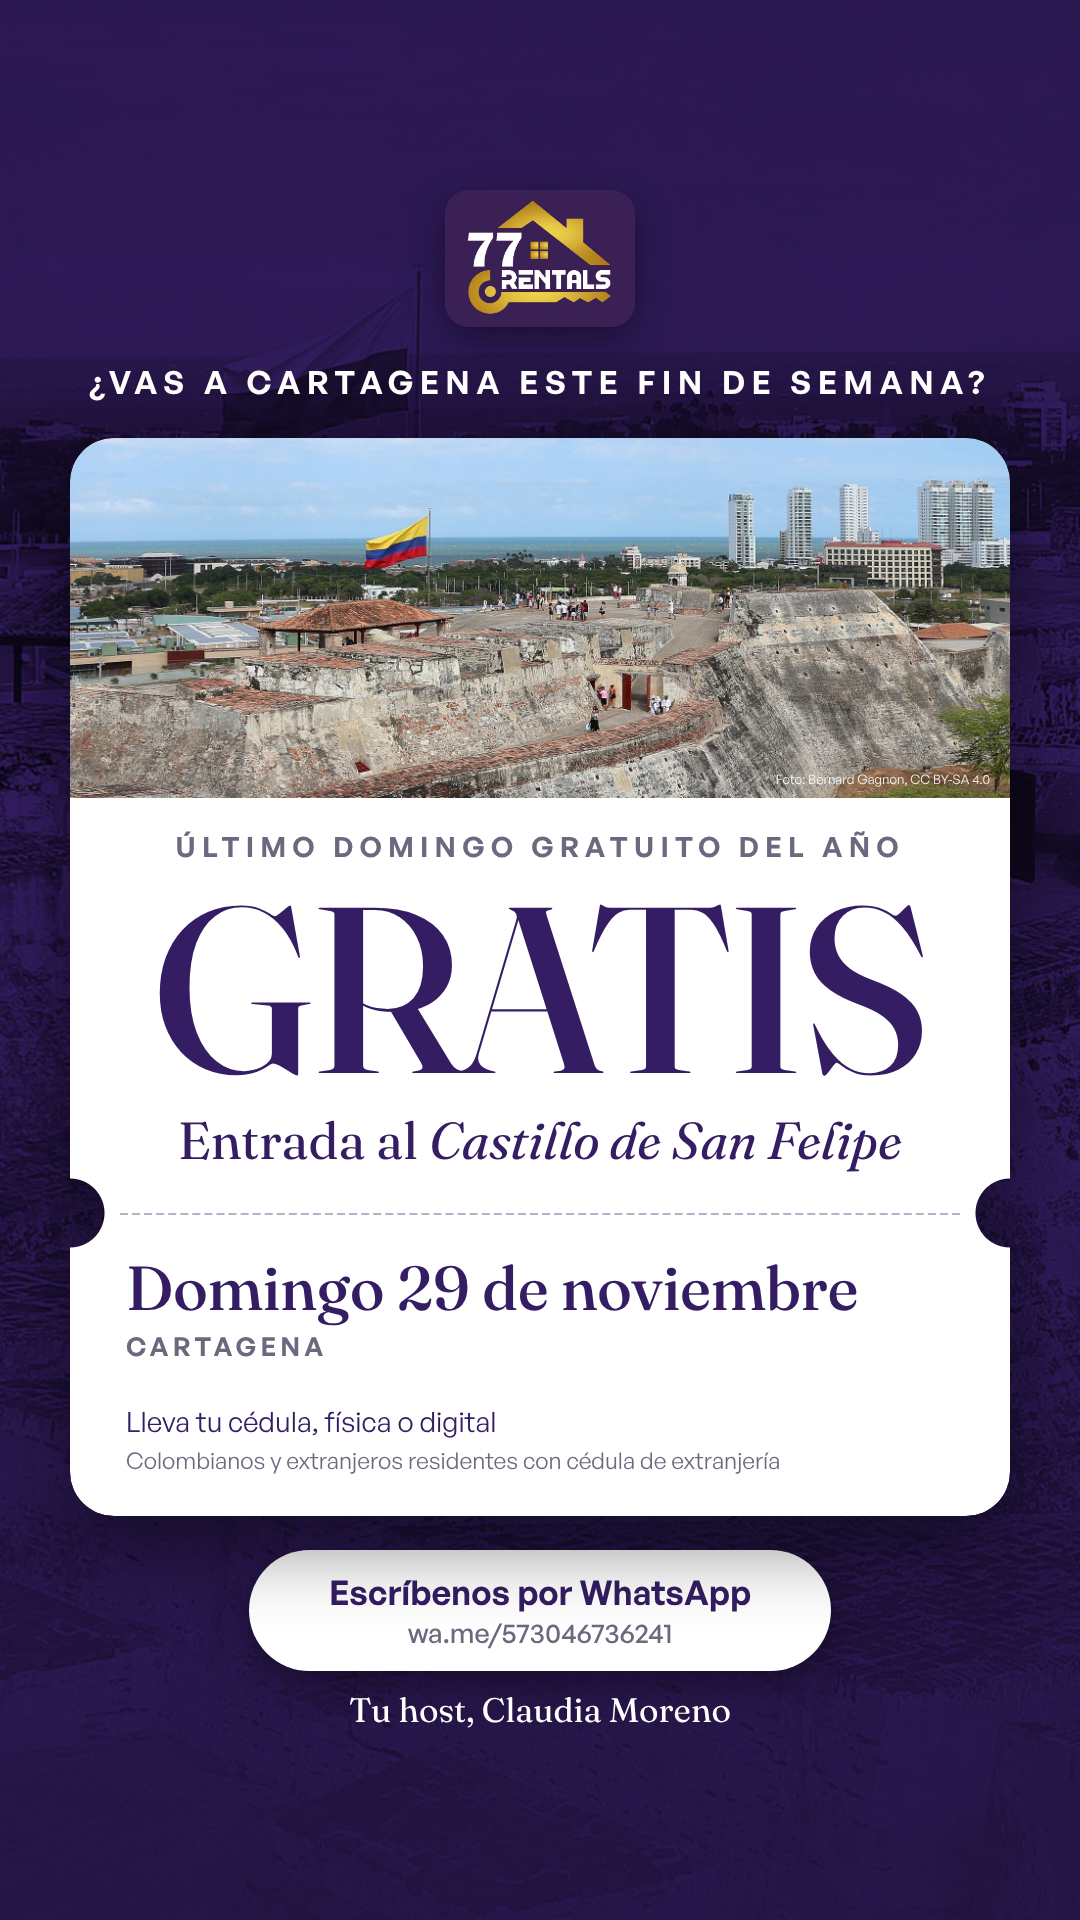 77
RENTALS
¿VAS A CARTAGENA ESTE FIN DE SEMANA?
Foto: Bernard Gagnon, CC BY-SA 4.0
ÚLTIMO DOMINGO GRATUITO DEL AÑO
GRATIS
Entrada al Castillo de San Felipe
Domingo 29 de noviembre
CARTAGENA
Lleva tu cédula, física o digital
Colombianos y extranjeros residentes con cédula de extranjería
Escríbenos por WhatsApp
wa.me/573046736241
Tu host, Claudia Moreno